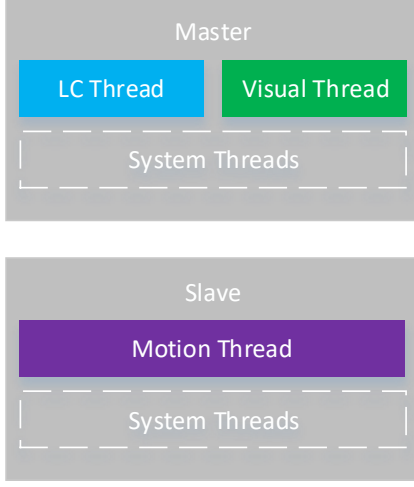 Master
LC Thread
Visual Thread
System Threads
Slave
Motion Thread
System Threads